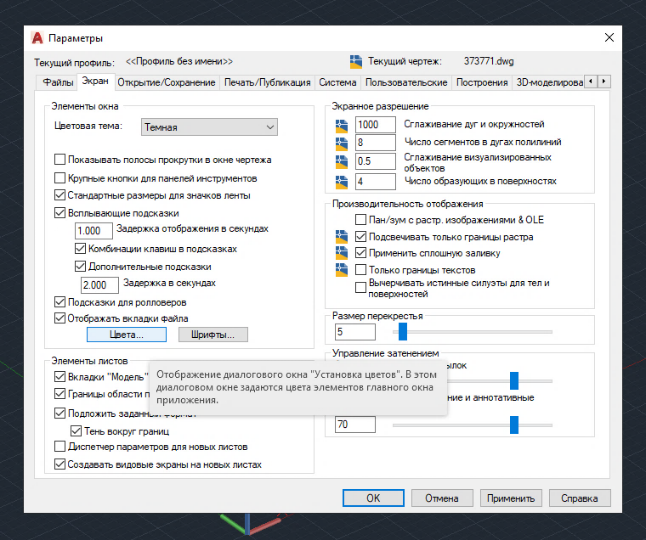 Параметры
Текущий профиль: <<Профиль без имени>> Текущий чертеж: 373771.dwg
Файлы Экран Открытие/Сохранение Печать/Публикация Система Пользовательские Построения 3D-моделирова
Элементы окна
Цветовая тема: Темная
Показывать полосы прокрутки в окне чертежа
Крупные кнопки для панелей инструментов
Стандартные размеры для значков ленты
Всплывающие подсказки
1.000 Задержка отображения в секундах
Комбинации клавиш в подсказках
Дополнительные подсказки
2.000 Задержка в секундах
Подсказки для ролловеров
Отображать вкладки файла
Цвета... Шрифты...
Элементы листов
Вкладки "Модель"
Границы области п
Подложить заданный формат
Тень вокруг границ
Диспетчер параметров для новых листов
Создавать видовые экраны на новых листах
Экранное разрешение
1000 Сглаживание дуг и окружностей
8 Число сегментов в дугах полилиний
0.5 Сглаживание визуализированных
объектов
4 Число образующих в поверхностях
Производительность отображения
Пан/зум с растр. изображениями & OLE
Подсвечивать только границы растра
Применить сплошную заливку
Только границы текстов
Вычерчивать истинные силуэты для тел и
поверхностей
Размер перекрестья
5
Управление затенением
ылок
ние и аннотативные
70
Отображение диалогового окна "Установка цветов". В этом
диалоговом окне задаются цвета элементов главного окна
приложения.
OK Отмена Применить Справка